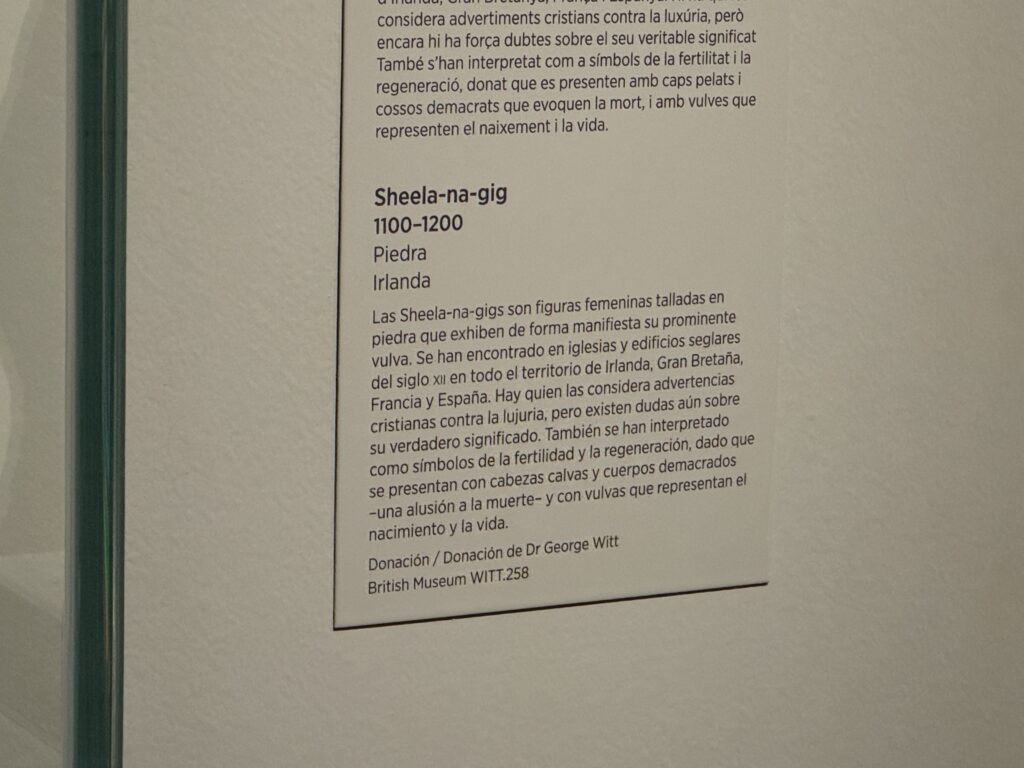 considera advertiments cristians contra la luxúria, però
encara hi ha força dubtes sobre el seu veritable significat
També s'han interpretat com a símbols de la fertilitat i la
regeneració, donat que es presenten amb caps pelats i
cossos demacrats que evoquen la mort, i amb vulves que
representen el naixement i la vida.
Sheela-na-gig
1100–1200
Piedra
Irlanda
Las Sheela-na-gigs son figuras femeninas talladas en
piedra que exhiben de forma manifiesta su prominente
vulva. Se han encontrado en iglesias y edificios seglares
del siglo XII en todo el territorio de Irlanda, Gran Bretaña,
Francia y España. Hay quien las considera advertencias
cristianas contra la lujuria, pero existen dudas aún sobre
su verdadero significado. También se han interpretado
como símbolos de la fertilidad y la regeneración, dado que
se presentan con cabezas calvas y cuerpos demacrados
–una alusión a la muerte– y con vulvas que representan el
nacimiento y la vida.
Donación / Donación de Dr George Witt
British Museum WITT.258